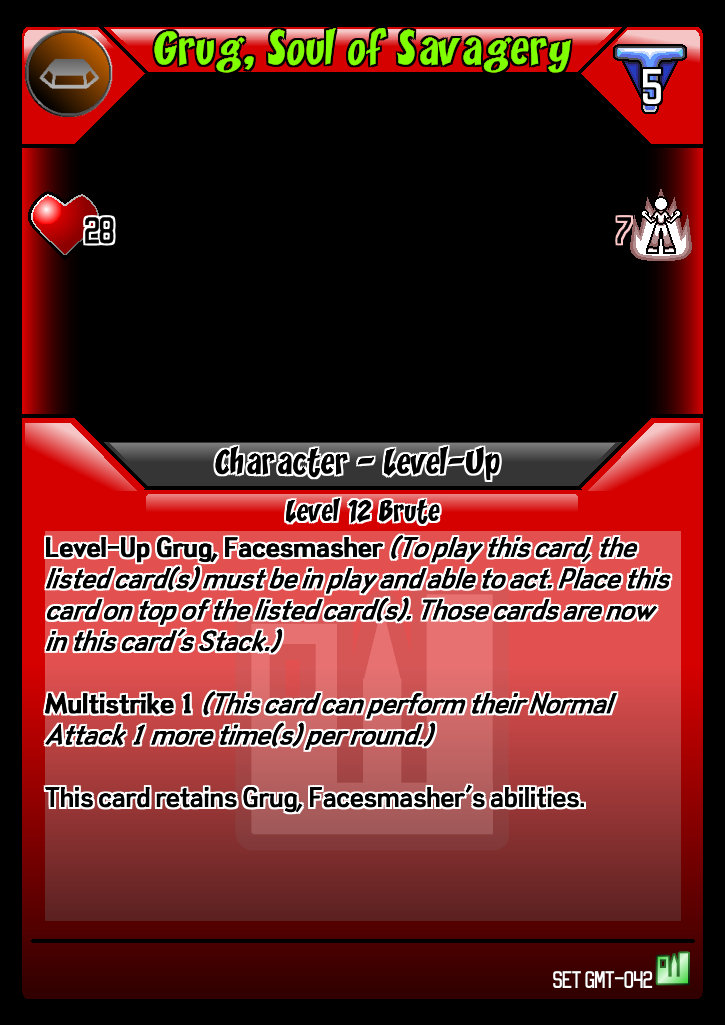 Grug, Soul of Savagery
5
28
7
Character - Level-Up
Level 12 Brute
Level-Up Grug, Facesmasher (To play this card, the
listed card(s) must be in play and able to act. Place this
card on top of the listed card(s). Those cards are now
in this card's Stack.)
Multistrike 1 (This card can perform their Normal
Attack 1 more time(s) per round.)
This card retains Grug, Facesmasher's abilities.
SET GMT-042